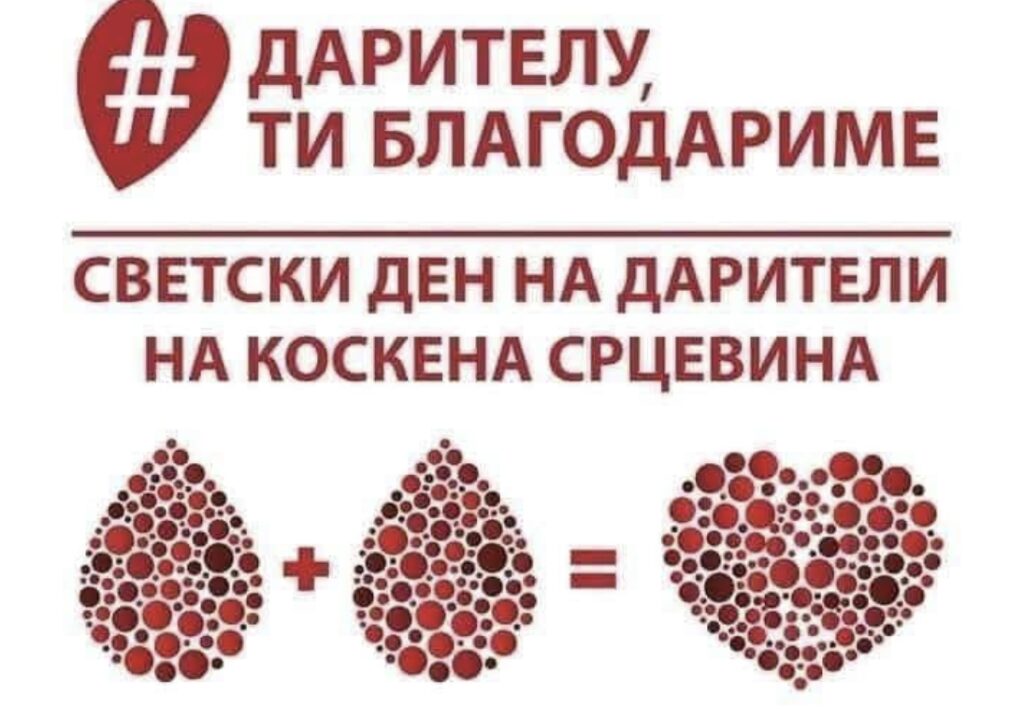 # ДАРИТЕЛУ,
ТИ БЛАГОДАРИМЕ
СВЕТСКИ ДЕН НА ДАРИТЕЛИ
НА КОСКЕНА СРЦЕВИНА
+ =